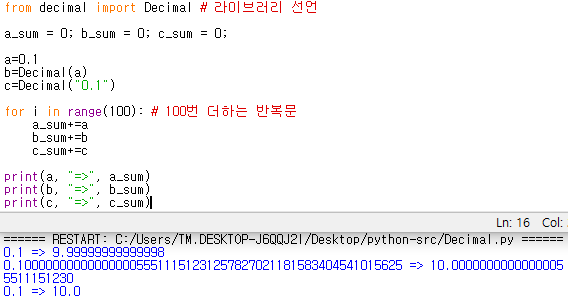 from decimal import Decimal # 라이브러리 선언
a_sum = 0; b_sum = 0; c_sum = 0;
a=0.1
b=Decimal(a)
c=Decimal("0.1")
for i in range(100): # 100번 더하는 반복문
    a_sum+=a
    b_sum+=b
    c_sum+=c
print(a, "=>", a_sum)
print(b, "=>", b_sum)
print(c, "=>", c_sum)
Ln: 16 Col:
====== RESTART: C:/Users/TM.DESKTOP-J6QQJ2I/Desktop/python-src/Decimal.py ======
0.1 => 9.99999999999998
0.1000000000000000055511151231257827021181583404541015625 => 10.0000000000000005
5511151230
0.1 => 10.0